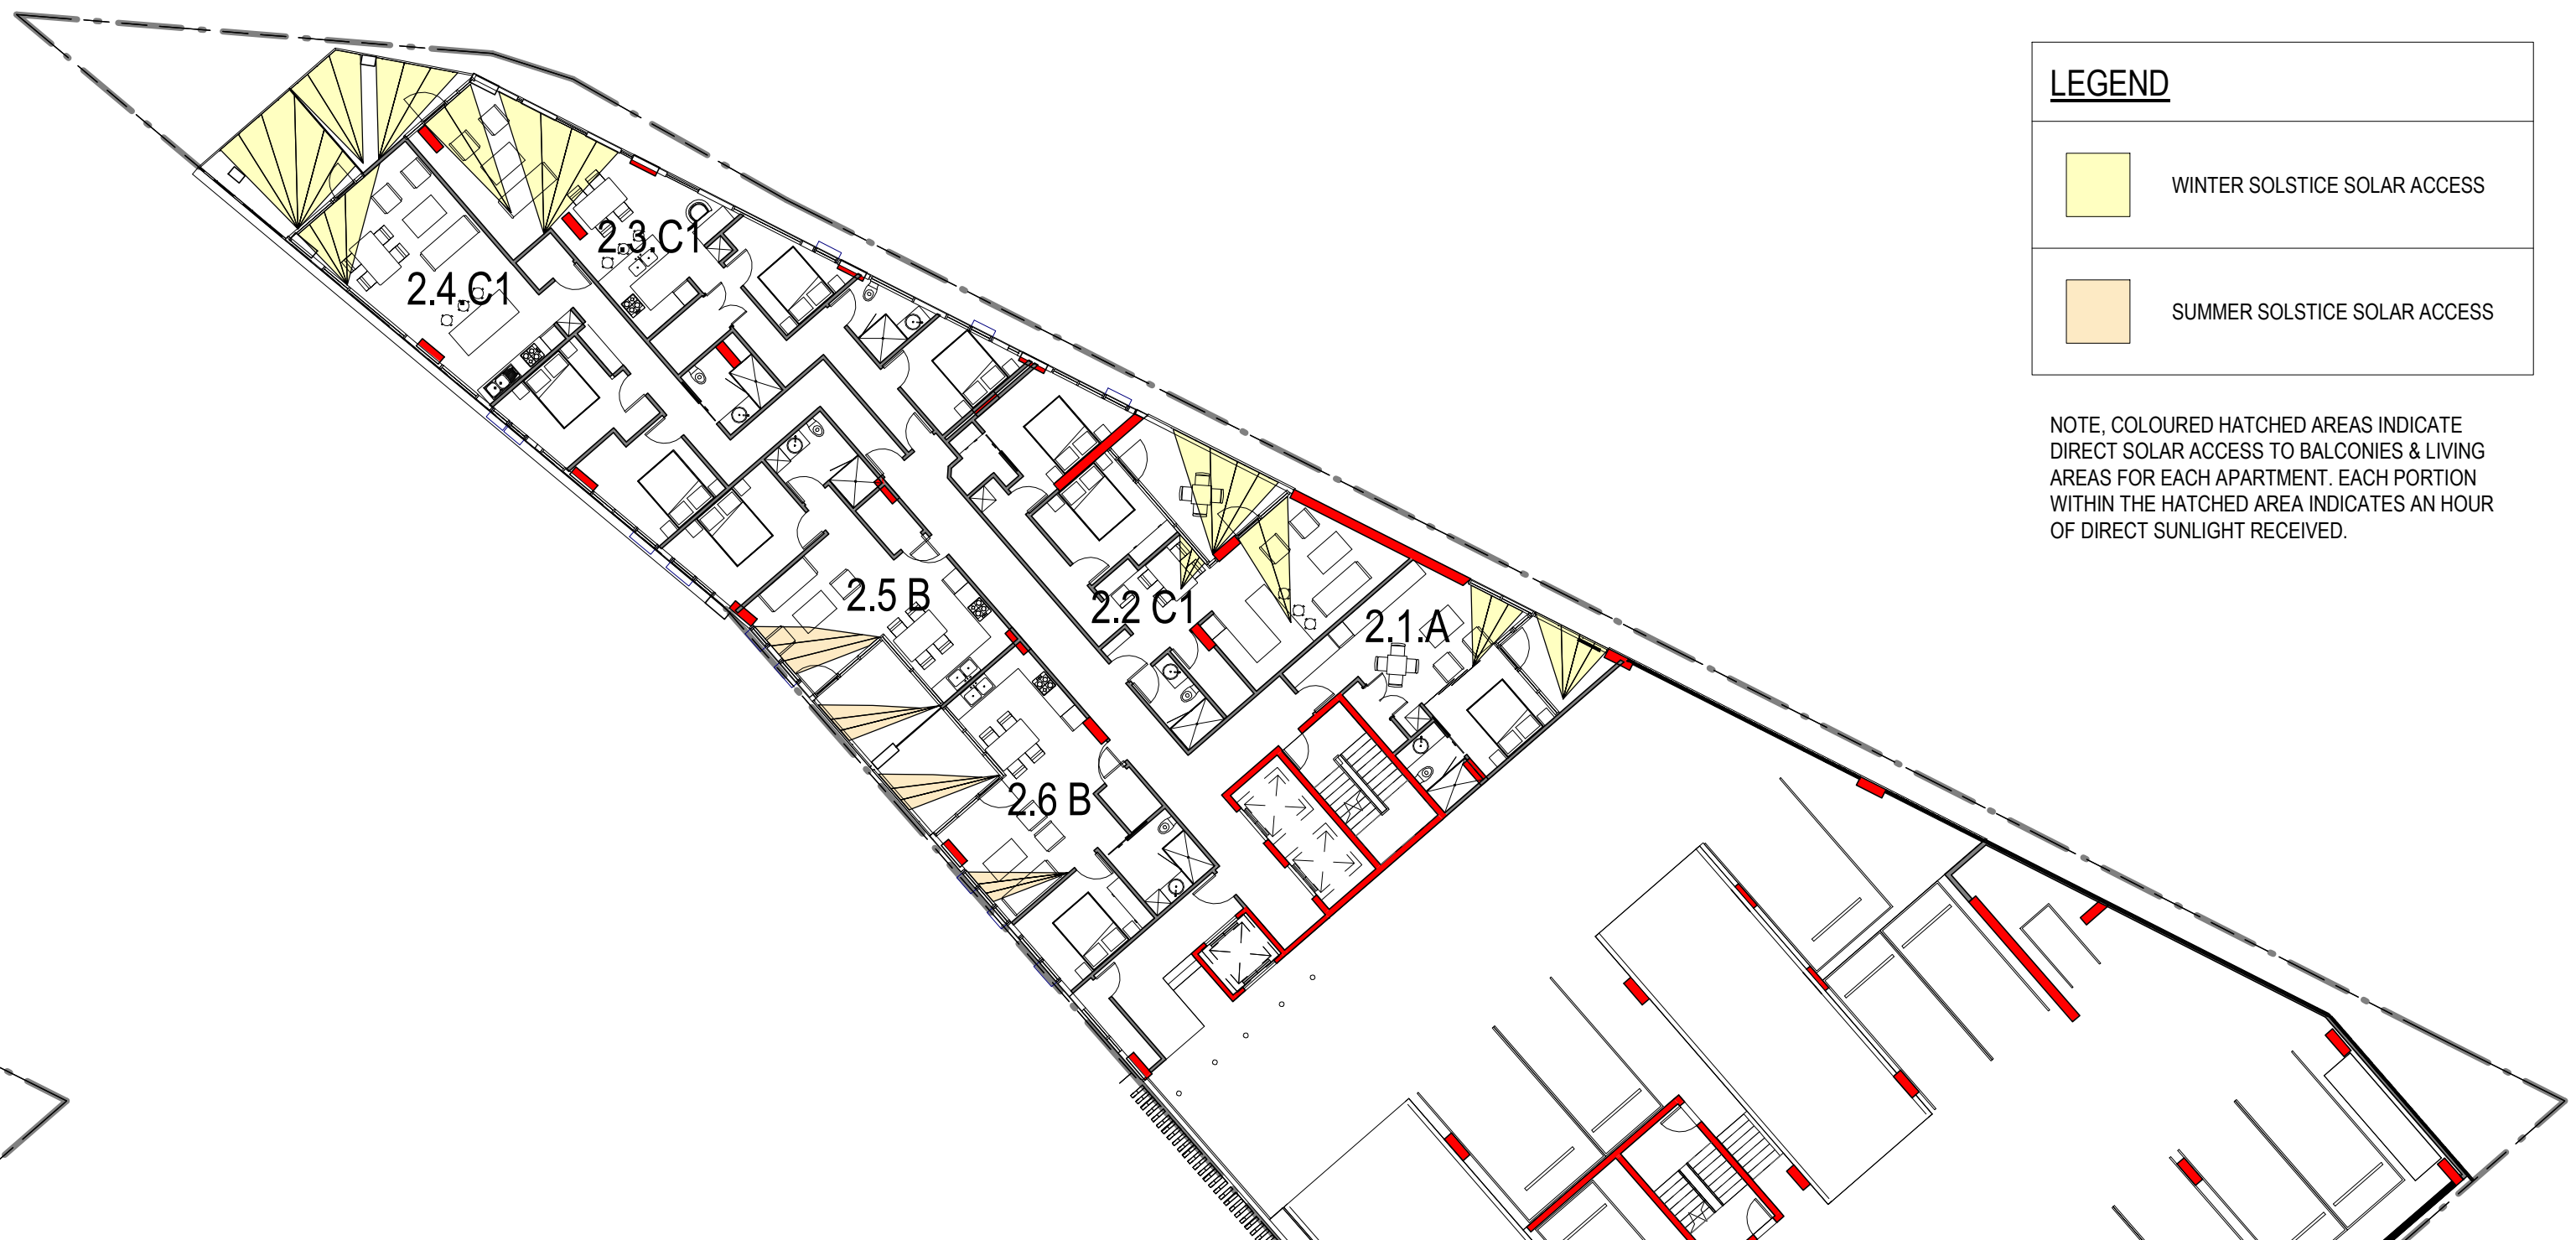 LEGEND
WINTER SOLSTICE SOLAR ACCESS
SUMMER SOLSTICE SOLAR ACCESS
NOTE, COLOURED HATCHED AREAS INDICATE
DIRECT SOLAR ACCESS TO BALCONIES & LIVING
AREAS FOR EACH APARTMENT. EACH PORTION
WITHIN THE HATCHED AREA INDICATES AN HOUR
OF DIRECT SUNLIGHT RECEIVED.
2.3.C1
2.4.C1
2.5 B
2.2 C1
2.1.A
2.6 B